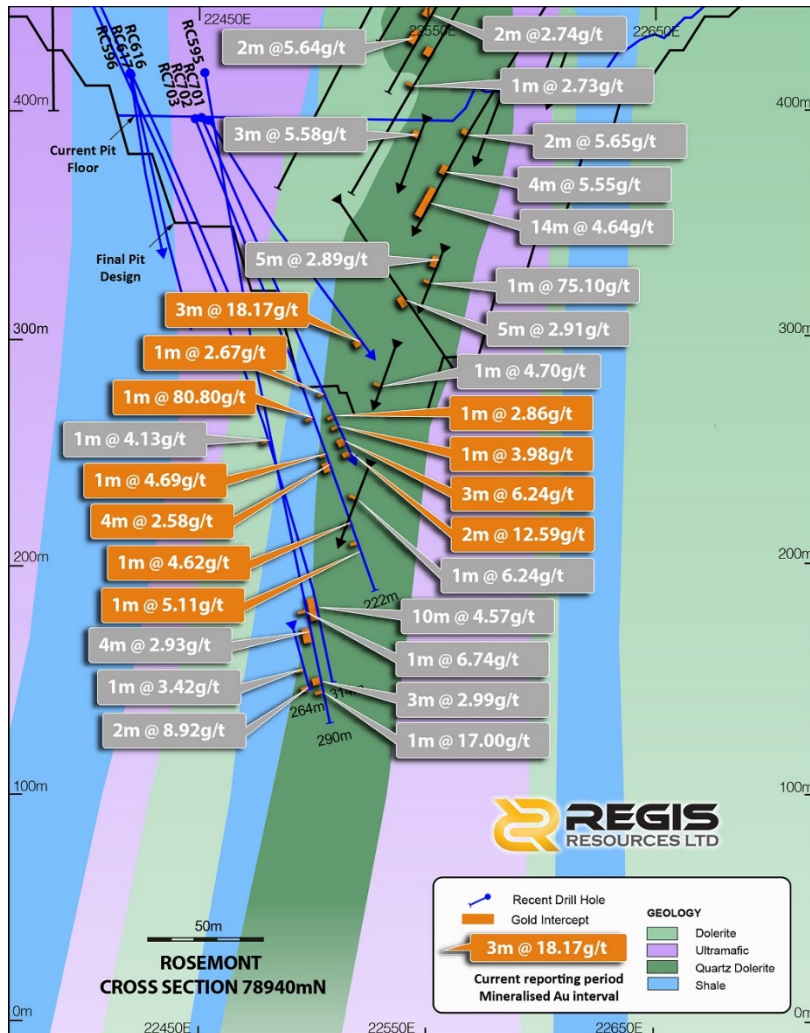 22450E
22550E
22650E
RC596
RC617
RC616
RC703
RC702
RC701
RC595
2m @5.64g/t
2m @2.74g/t
1m @ 2.73g/t
400m
400m
Current Pit
Floor
3m @ 5.58g/t
2m @ 5.65g/t
4m @ 5.55g/t
14m @ 4.64g/t
Final Pit
Design
5m @ 2.89g/t
1m @ 75.10g/t
5m @ 2.91g/t
300m
300m
3m @ 18.17g/t
1m @ 2.67g/t
1m @ 4.70g/t
1m @ 80.80g/t
1m @ 2.86g/t
1m @ 4.13g/t
1m @ 3.98g/t
1m @ 4.69g/t
3m @ 6.24g/t
4m @ 2.58g/t
2m @ 12.59g/t
200m
200m
1m @ 4.62g/t
1m @ 6.24g/t
1m @ 5.11g/t
222m
10m @ 4.57g/t
4m @ 2.93g/t
1m @ 6.74g/t
1m @ 3.42g/t
314m
3m @ 2.99g/t
264m
2m @ 8.92g/t
290m
1m @ 17.00g/t
100m
100m
REGIS
RESOURCES LTD
50m
ROSEMONT
CROSS SECTION 78940mN
Recent Drill Hole
Gold Intercept
3m @ 18.17g/t
Current reporting period
Mineralised Au interval
GEOLOGY
Dolerite
Ultramafic
Quartz Dolerite
Shale
0m
0m
22450E
22550E
22650E